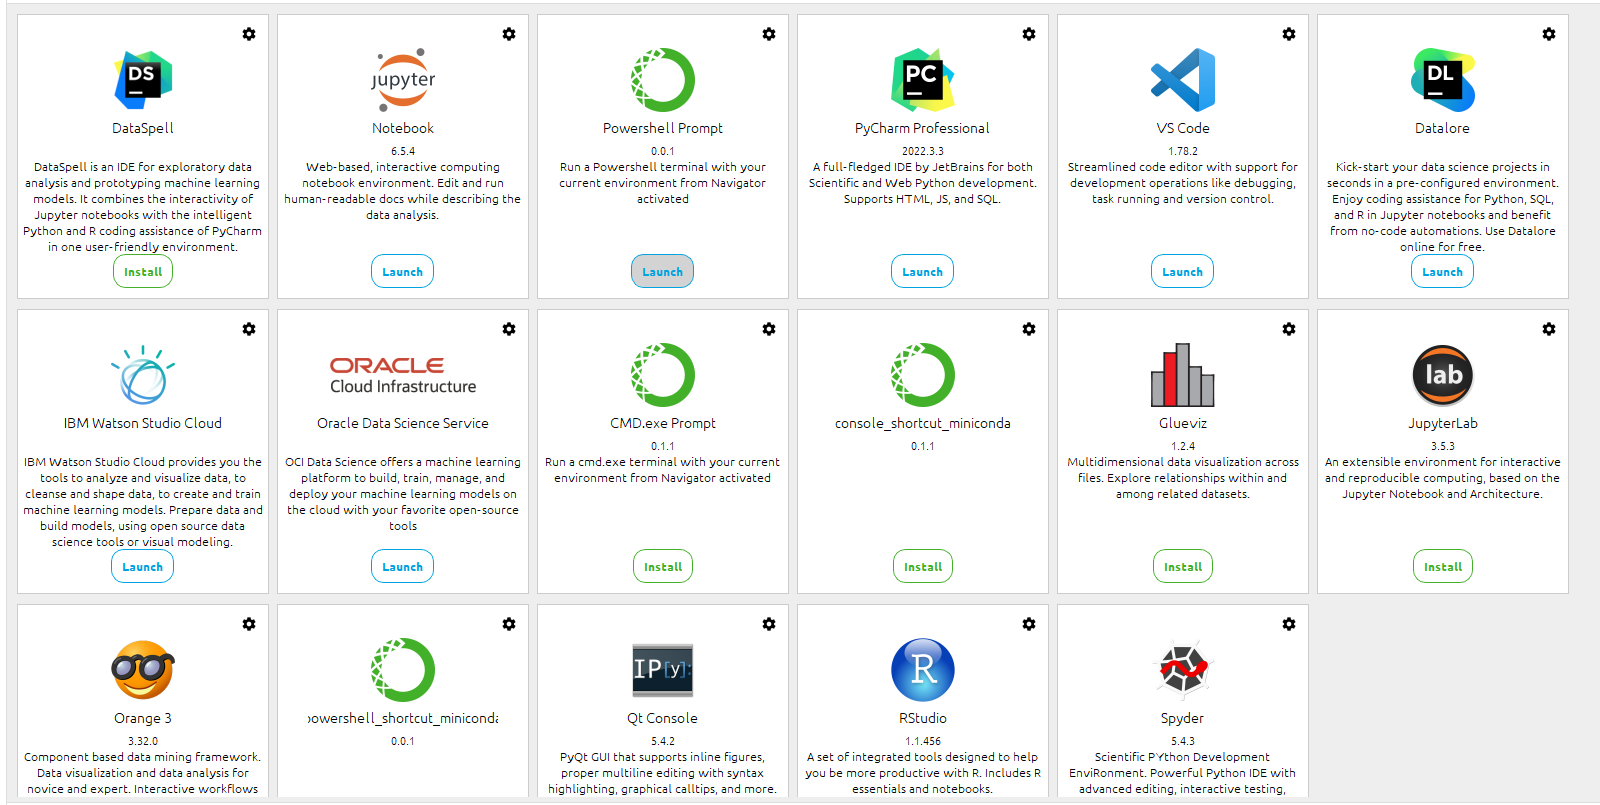 DS
DataSpell
DataSpell is an IDE for exploratory data
analysis and prototyping machine learning
models. It combines the interactivity of
Jupyter notebooks with the intelligent
Python and R coding assistance of PyCharm
in one user-friendly environment.
Install
jupyter
Notebook
6.5.4
Web-based, interactive computing
notebook environment. Edit and run
human-readable docs while describing the
data analysis.
Launch
Powershell Prompt
0.0.1
Run a Powershell terminal with your
current environment from Navigator
activated
Launch
PC
PyCharm Professional
2022.3.3
A full-fledged IDE by JetBrains for both
Scientific and Web Python development.
Supports HTML, JS, and SQL.
Launch
VS Code
1.78.2
Streamlined code editor with support for
development operations like debugging,
task running and version control.
Launch
DL
Datalore
Kick-start your data science projects in
seconds in a pre-configured environment.
Enjoy coding assistance for Python, SQL,
and R in Jupyter notebooks and benefit
from no-code automations. Use Datalore
online for free.
Launch
IBM Watson Studio Cloud
IBM Watson Studio Cloud provides you the
tools to analyze and visualize data, to
cleanse and shape data, to create and train
machine learning models. Prepare data and
build models, using open source data
science tools or visual modeling.
Launch
ORACLE
Cloud Infrastructure
Oracle Data Science Service
OCI Data Science offers a machine learning
platform to build, train, manage, and
deploy your machine learning models on
the cloud with your favorite open-source
tools
Launch
CMD.exe Prompt
0.1.1
Run a cmd.exe terminal with your current
environment from Navigator activated
Install
console_shortcut_miniconda
0.1.1
Install
Glueviz
1.2.4
Multidimensional data visualization across
files. Explore relationships within and
among related datasets.
Install
lab
JupyterLab
3.5.3
An extensible environment for interactive
and reproducible computing, based on the
Jupyter Notebook and Architecture.
Install
Orange 3
3.32.0
Component based data mining framework.
Data visualization and data analysis for
novice and expert. Interactive workflows
powershell_shortcut_miniconda
0.0.1
IP[y]:
Qt Console
5.4.2
PyQt GUI that supports inline figures,
proper multiline editing with syntax
highlighting, graphical calltips, and more.
R
RStudio
1.1.456
A set of integrated tools designed to help
you be more productive with R. Includes R
essentials and notebooks.
Spyder
5.4.3
Scientific PYthon Development
EnviRonment. Powerful Python IDE with
advanced editing, interactive testing,